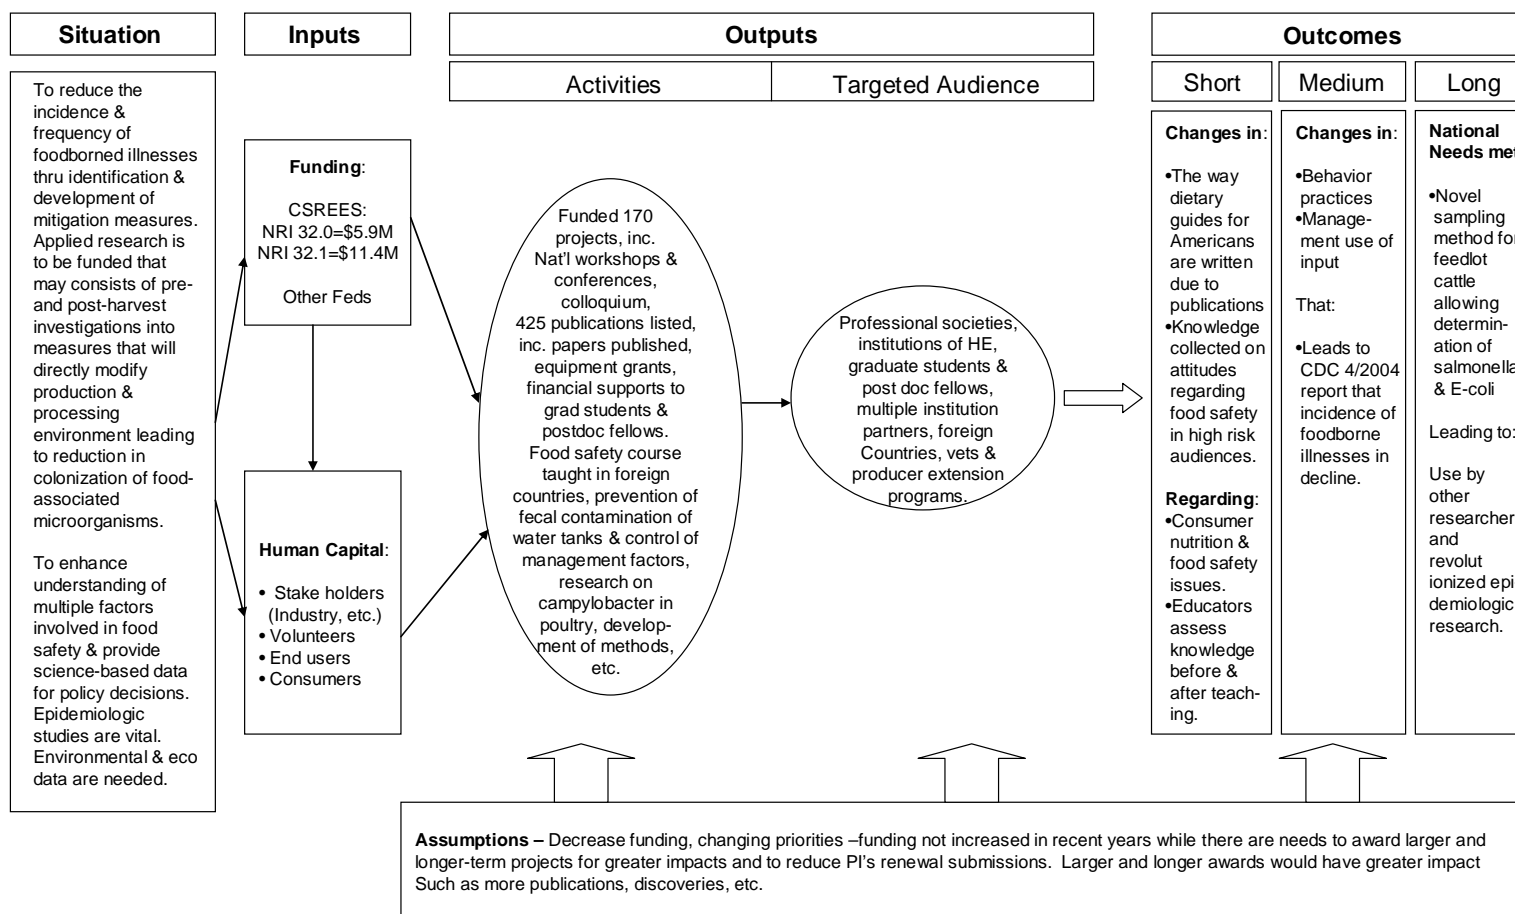 Situation
To reduce the
incidence &
frequency of
foodborned illnesses
thru identification &
development of
mitigation measures.
Applied research is
to be funded that
may consists of pre-
and post-harvest
investigations into
measures that will
directly modify
production &
processing
environment leading
to reduction in
colonization of food-
associated
microorganisms.
To enhance
understanding of
multiple factors
involved in food
safety & provide
science-based data
for policy decisions.
Epidemiologic
studies are vital.
Environmental & eco
data are needed.
Inputs
Funding:
CSREES:
NRI 32.0=$5.9M
NRI 32.1=$11.4M
Other Feds
Human Capital:
• Stake holders
(Industry, etc.)
• Volunteers
• End users
• Consumers
Outputs
Activities
Funded 170
projects, inc.
Nat'l workshops &
conferences,
colloquium,
425 publications listed,
inc. papers published,
equipment grants,
financial supports to
grad students &
postdoc fellows.
Food safety course
taught in foreign
countries, prevention of
fecal contamination of
water tanks & control of
management factors,
research on
campylobacter in
poultry, develop-
ment of methods,
etc.
Targeted Audience
Professional societies,
institutions of HE,
graduate students &
post doc fellows,
multiple institution
partners, foreign
Countries, vets &
producer extension
programs.
Outcomes
Short
Changes in:
•The way
dietary
guides for
Americans
are written
due to
publications
•Knowledge
collected on
attitudes
regarding
food safety
in high risk
audiences.
Regarding:
•Consumer
nutrition &
food safety
issues.
•Educators
assess
knowledge
before &
after teach-
ing.
Medium
Changes in:
•Behavior
practices
•Manage-
ment use of
input
That:
•Leads to
CDC 4/2004
report that
incidence of
foodborne
illnesses in
decline.
Long
National
Needs met
•Novel
sampling
method for
feedlot
cattle
allowing
determin-
ation of
salmonella
& E-coli
Leading to:
Use by
other
researcher
and
revolut
ionized epi
demiologic
research.
Assumptions – Decrease funding, changing priorities –funding not increased in recent years while there are needs to award larger and
longer-term projects for greater impacts and to reduce PI's renewal submissions.  Larger and longer awards would have greater impact
Such as more publications, discoveries, etc.